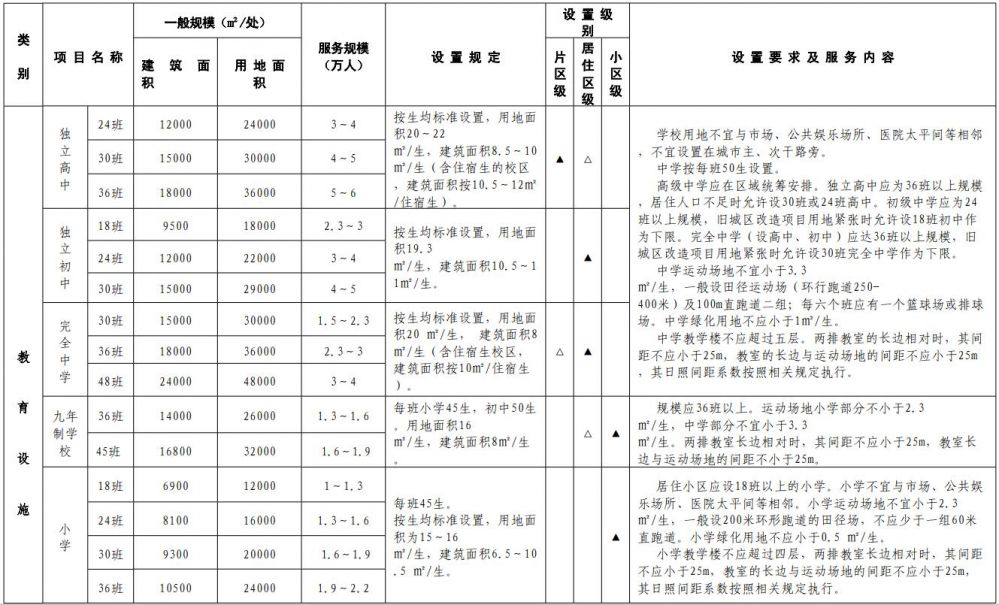 类别
项目名称
一般规模（㎡/处）
建筑面积
用地面积
服务规模（万人）
设置规定
设置级别
片区级
居住区级
小区级
设置要求及服务内容
教育设施
独立高中
24班 12000 24000 3~4
30班 15000 30000 4~5
36班 18000 36000 5~6
按生均标准设置，用地面
积20~22
㎡/生，建筑面积8.5~10
㎡/生（含住宿生的校区
，建筑面积按10.5~12㎡
/住宿生）。
▲ △
独立初中
18班 9500 18000 2.3~3
24班 12000 22000 3~4
30班 15000 29000 4~5
按生均标准设置，用地面
积19.3
㎡/生，建筑面积10.5~1
1㎡/生。
▲
完全中学
30班 15000 30000 1.5~2.3
36班 18000 36000 2.3~3
48班 24000 48000 3~4
按生均标准设置，用地面
积20 ㎡/生， 建筑面积8
㎡/生（含住宿生校区，
建筑面积按10㎡/住宿生
）。
△ ▲
学校用地不宜与市场、公共娱乐场所、医院太平间等相邻
，不宜设置在城市主、次干路旁。
中学按每班50生设置。
高级中学应在区域统筹安排。独立高中应为36班以上规模
，居住人口不足时允许设30班或24班高中。初级中学应为24
班以上规模，旧城区改造项目用地紧张时允许设18班初中作
为下限。完全中学（设高中、初中）应达36班以上规模，旧
城区改造项目用地紧张时允许设30班完全中学作为下限。
中学运动场地不宜小于3.3
㎡/生，一般设田径运动场（环行跑道250-
400米）及100m直跑道二组；每六个班应有一个篮球场或排球
场。中学绿化用地不应小于1㎡/生。
中学教学楼不应超过五层。两排教室的长边相对时，其间
距不应小于25m，教室的长边与运动场地的间距不应小于25m
，其日照间距系数按照相关规定执行。
九年制学校
36班 14000 26000 1.3~1.6
45班 16800 32000 1.6~1.9
每班小学45生，初中50生
。用地面积16
㎡/生，建筑面积8㎡/生
。
△ ▲
规模应36班以上。运动场地小学部分不小于2.3
㎡/生，中学部分不宜小于3.3
㎡/生。两排教室长边相对时，其间距不应小于25m，教室长
边与运动场地的间距不小于25m。
小学
18班 6900 12000 1~1.3
24班 8100 16000 1.3~1.6
30班 9300 20000 1.6~1.9
36班 10500 24000 1.9~2.2
每班45生。
按生均标准设置，用地面积
为15~16
㎡/生，建筑面积6.5~10
.5 ㎡/生。
▲
居住小区应设18班以上的小学。小学不宜与市场、公共娱
乐场所、医院太平间等相邻。小学运动场地不宜小于2.3
㎡/生，一般设200米环形跑道的田径场，不应少于一组60米
直跑道。小学绿化用地不应小于0.5 ㎡/生。
小学教学楼不应超过四层，两排教室长边相对时，其间距
不应小于25m，教室的长边与运动场地的间距不应小于25m，
其日照间距系数按照相关规定执行。